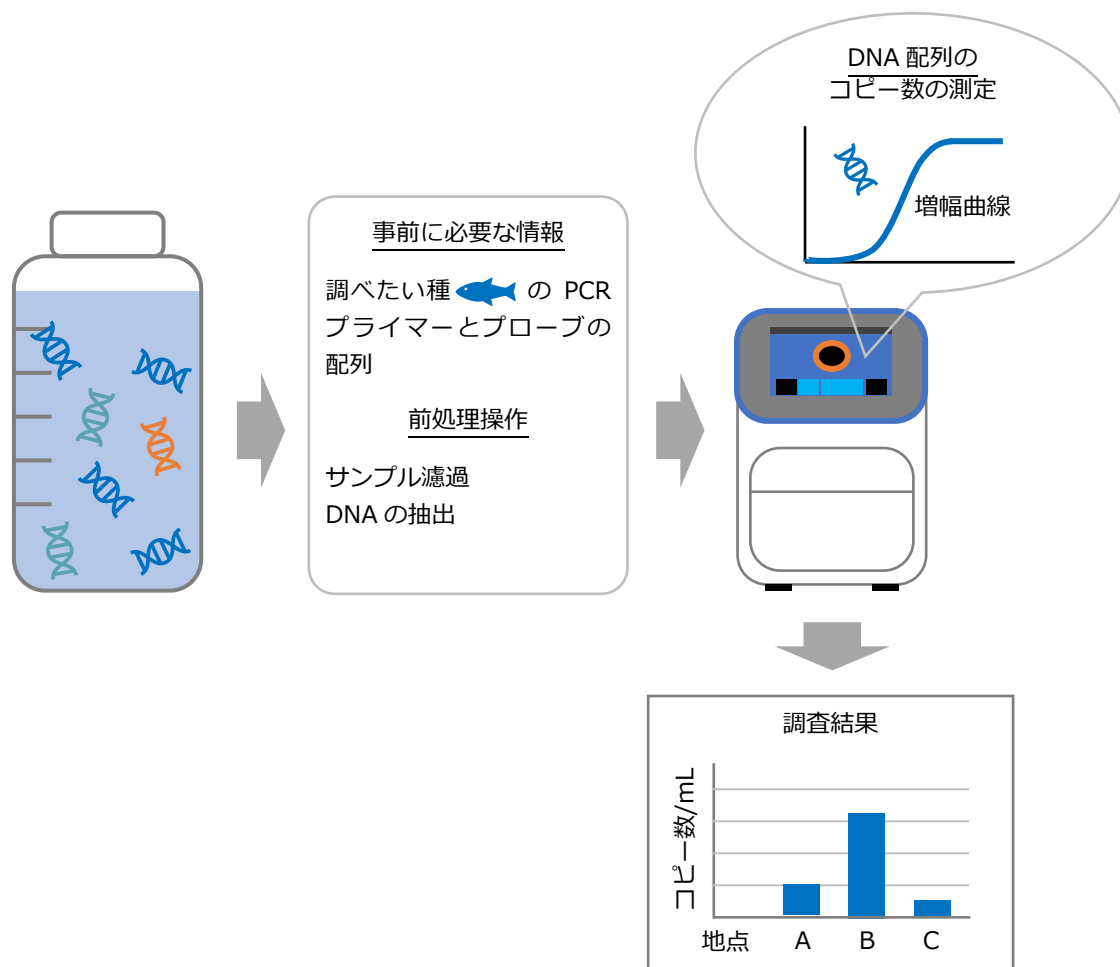 DNA 配列の
コピー数の測定
増幅曲線
事前に必要な情報
調べたい種 の PCR
プライマーとプローブの
配列
前処理操作
サンプル濾過
DNA の抽出
調査結果
コピー数/mL
地点 A B C